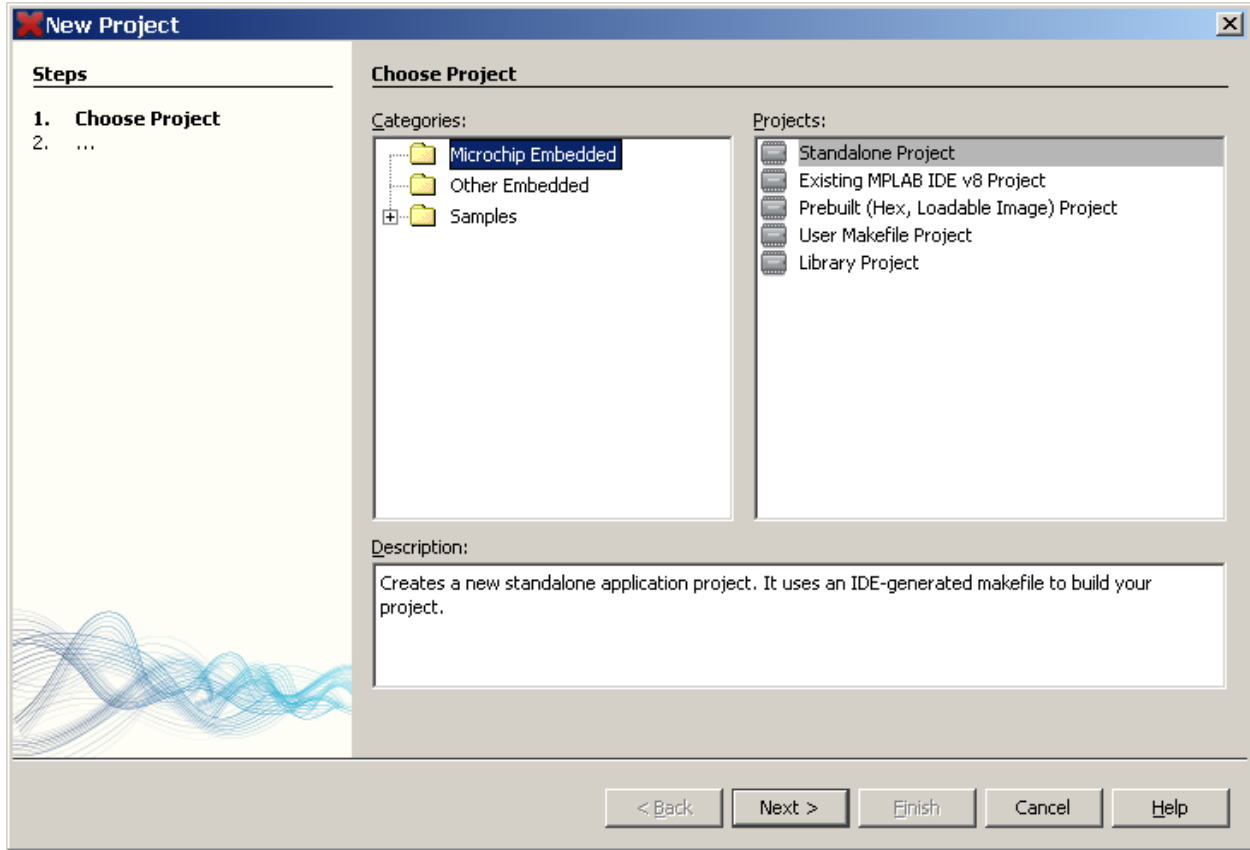 New Project
Steps
1. Choose Project
2. ...
Choose Project
Categories:
Microchip Embedded
Other Embedded
Samples
Projects:
Standalone Project
Existing MPLAB IDE v8 Project
Prebuilt (Hex, Loadable Image) Project
User Makefile Project
Library Project
Description:
Creates a new standalone application project. It uses an IDE-generated makefile to build your
project.
< Back Next > Finish Cancel Help